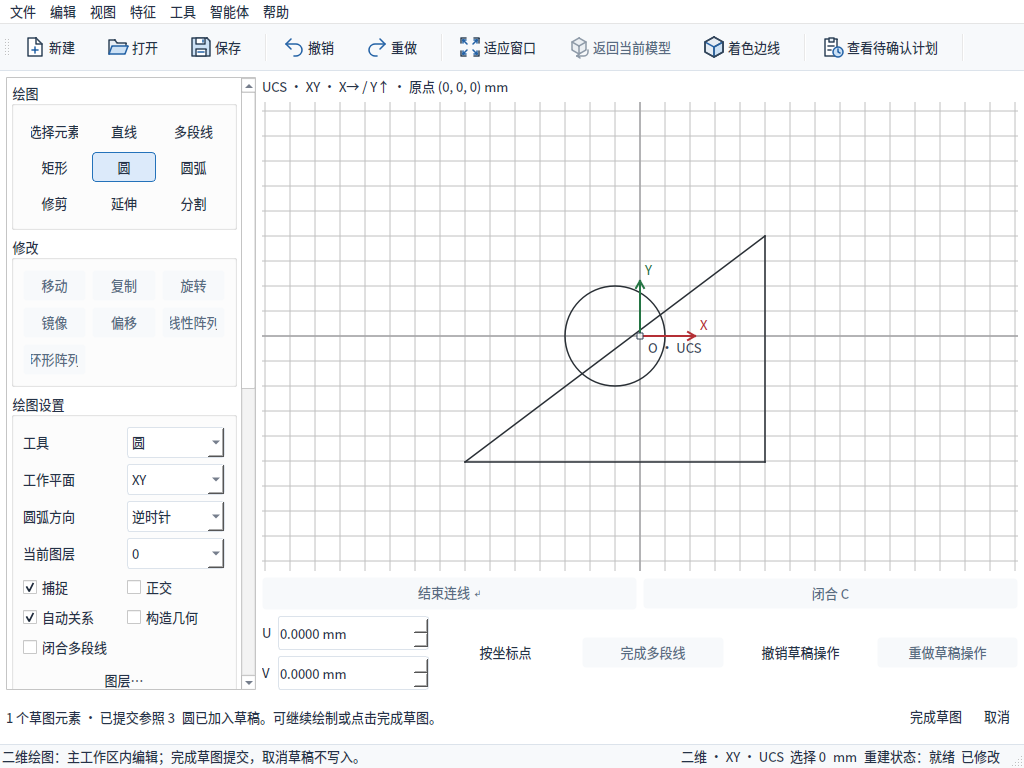 文件 编辑 视图 特征 工具 智能体 帮助
新建 打开 保存 撤销 重做 适应窗口 返回当前模型 着色边线 查看待确认计划
绘图
选择元素 直线 多段线
矩形 圆 圆弧
修剪 延伸 分割
修改
移动 复制 旋转
镜像 偏移 线性阵列
环形阵列
绘图设置
工具 圆
工作平面 XY
圆弧方向 逆时针
当前图层 0
捕捉 正交
自动关系 构造几何
闭合多段线
图层…
UCS · XY · X→ / Y↑ · 原点 (0, 0, 0) mm
Y
X
O · UCS
结束连线 ↲ 闭合 C
U 0.0000 mm
V 0.0000 mm
按坐标点 完成多段线 撤销草稿操作 重做草稿操作
1 个草图元素 · 已提交参照 3 圆已加入草稿。可继续绘制或点击完成草图。 完成草图 取消
二维绘图：主工作区内编辑；完成草图提交，取消草稿不写入。 二维 · XY · UCS 选择 0 mm 重建状态：就绪 已修改